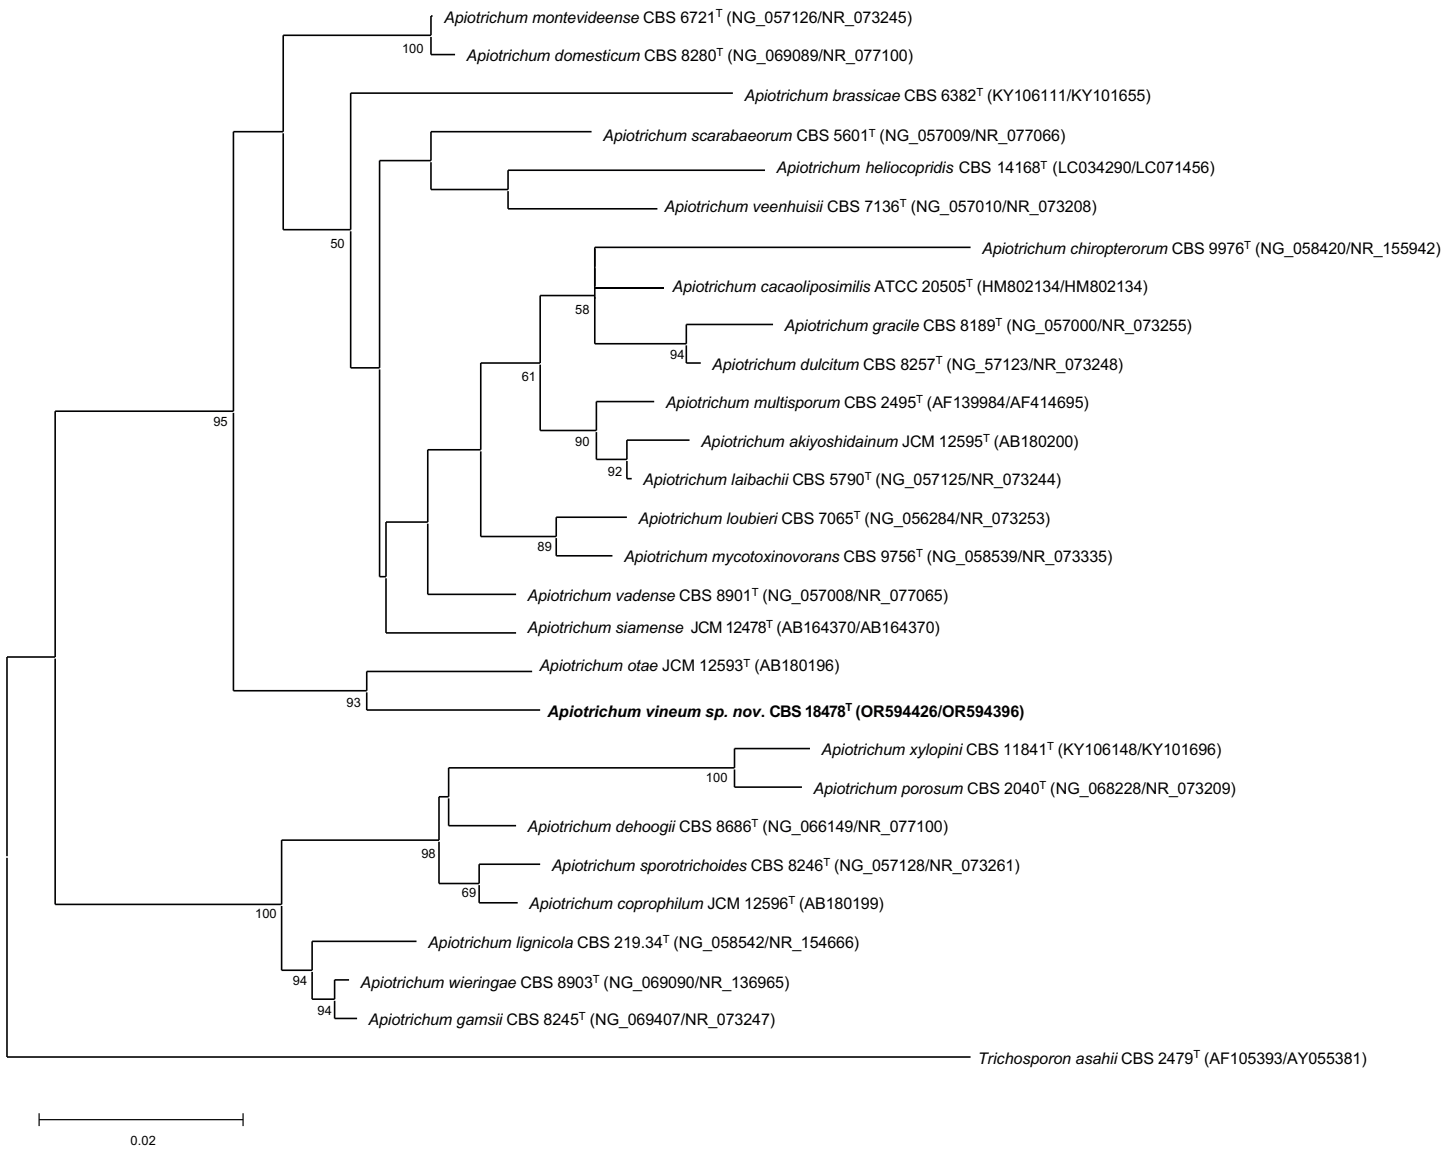 Apiotrichum montevideense CBS 6721ᵀ (NG_057126/NR_073245)
100
Apiotrichum domesticum CBS 8280ᵀ (NG_069089/NR_077100)
Apiotrichum brassicae CBS 6382ᵀ (KY106111/KY101655)
Apiotrichum scarabaeorum CBS 5601ᵀ (NG_057009/NR_077066)
Apiotrichum heliocopridis CBS 14168ᵀ (LC034290/LC071456)
Apiotrichum veenhuisii CBS 7136ᵀ (NG_057010/NR_073208)
50
Apiotrichum chiropterorum CBS 9976ᵀ (NG_058420/NR_155942)
Apiotrichum cacaoliposimilis ATCC 20505ᵀ (HM802134/HM802134)
58
Apiotrichum gracile CBS 8189ᵀ (NG_057000/NR_073255)
94
Apiotrichum dulcitum CBS 8257ᵀ (NG_57123/NR_073248)
61
Apiotrichum multisporum CBS 2495ᵀ (AF139984/AF414695)
95
90
Apiotrichum akiyoshidainum JCM 12595ᵀ (AB180200)
92
Apiotrichum laibachii CBS 5790ᵀ (NG_057125/NR_073244)
Apiotrichum loubieri CBS 7065ᵀ (NG_056284/NR_073253)
89
Apiotrichum mycotoxinovorans CBS 9756ᵀ (NG_058539/NR_073335)
Apiotrichum vadense CBS 8901ᵀ (NG_057008/NR_077065)
Apiotrichum siamense JCM 12478ᵀ (AB164370/AB164370)
Apiotrichum otae JCM 12593ᵀ (AB180196)
93
Apiotrichum vineum sp. nov. CBS 18478ᵀ (OR594426/OR594396)
Apiotrichum xylopini CBS 11841ᵀ (KY106148/KY101696)
100
Apiotrichum porosum CBS 2040ᵀ (NG_068228/NR_073209)
Apiotrichum dehoogii CBS 8686ᵀ (NG_066149/NR_077100)
98
Apiotrichum sporotrichoides CBS 8246ᵀ (NG_057128/NR_073261)
69
Apiotrichum coprophilum JCM 12596ᵀ (AB180199)
100
Apiotrichum lignicola CBS 219.34ᵀ (NG_058542/NR_154666)
94
Apiotrichum wieringae CBS 8903ᵀ (NG_069090/NR_136965)
94
Apiotrichum gamsii CBS 8245ᵀ (NG_069407/NR_073247)
Trichosporon asahii CBS 2479ᵀ (AF105393/AY055381)
0.02